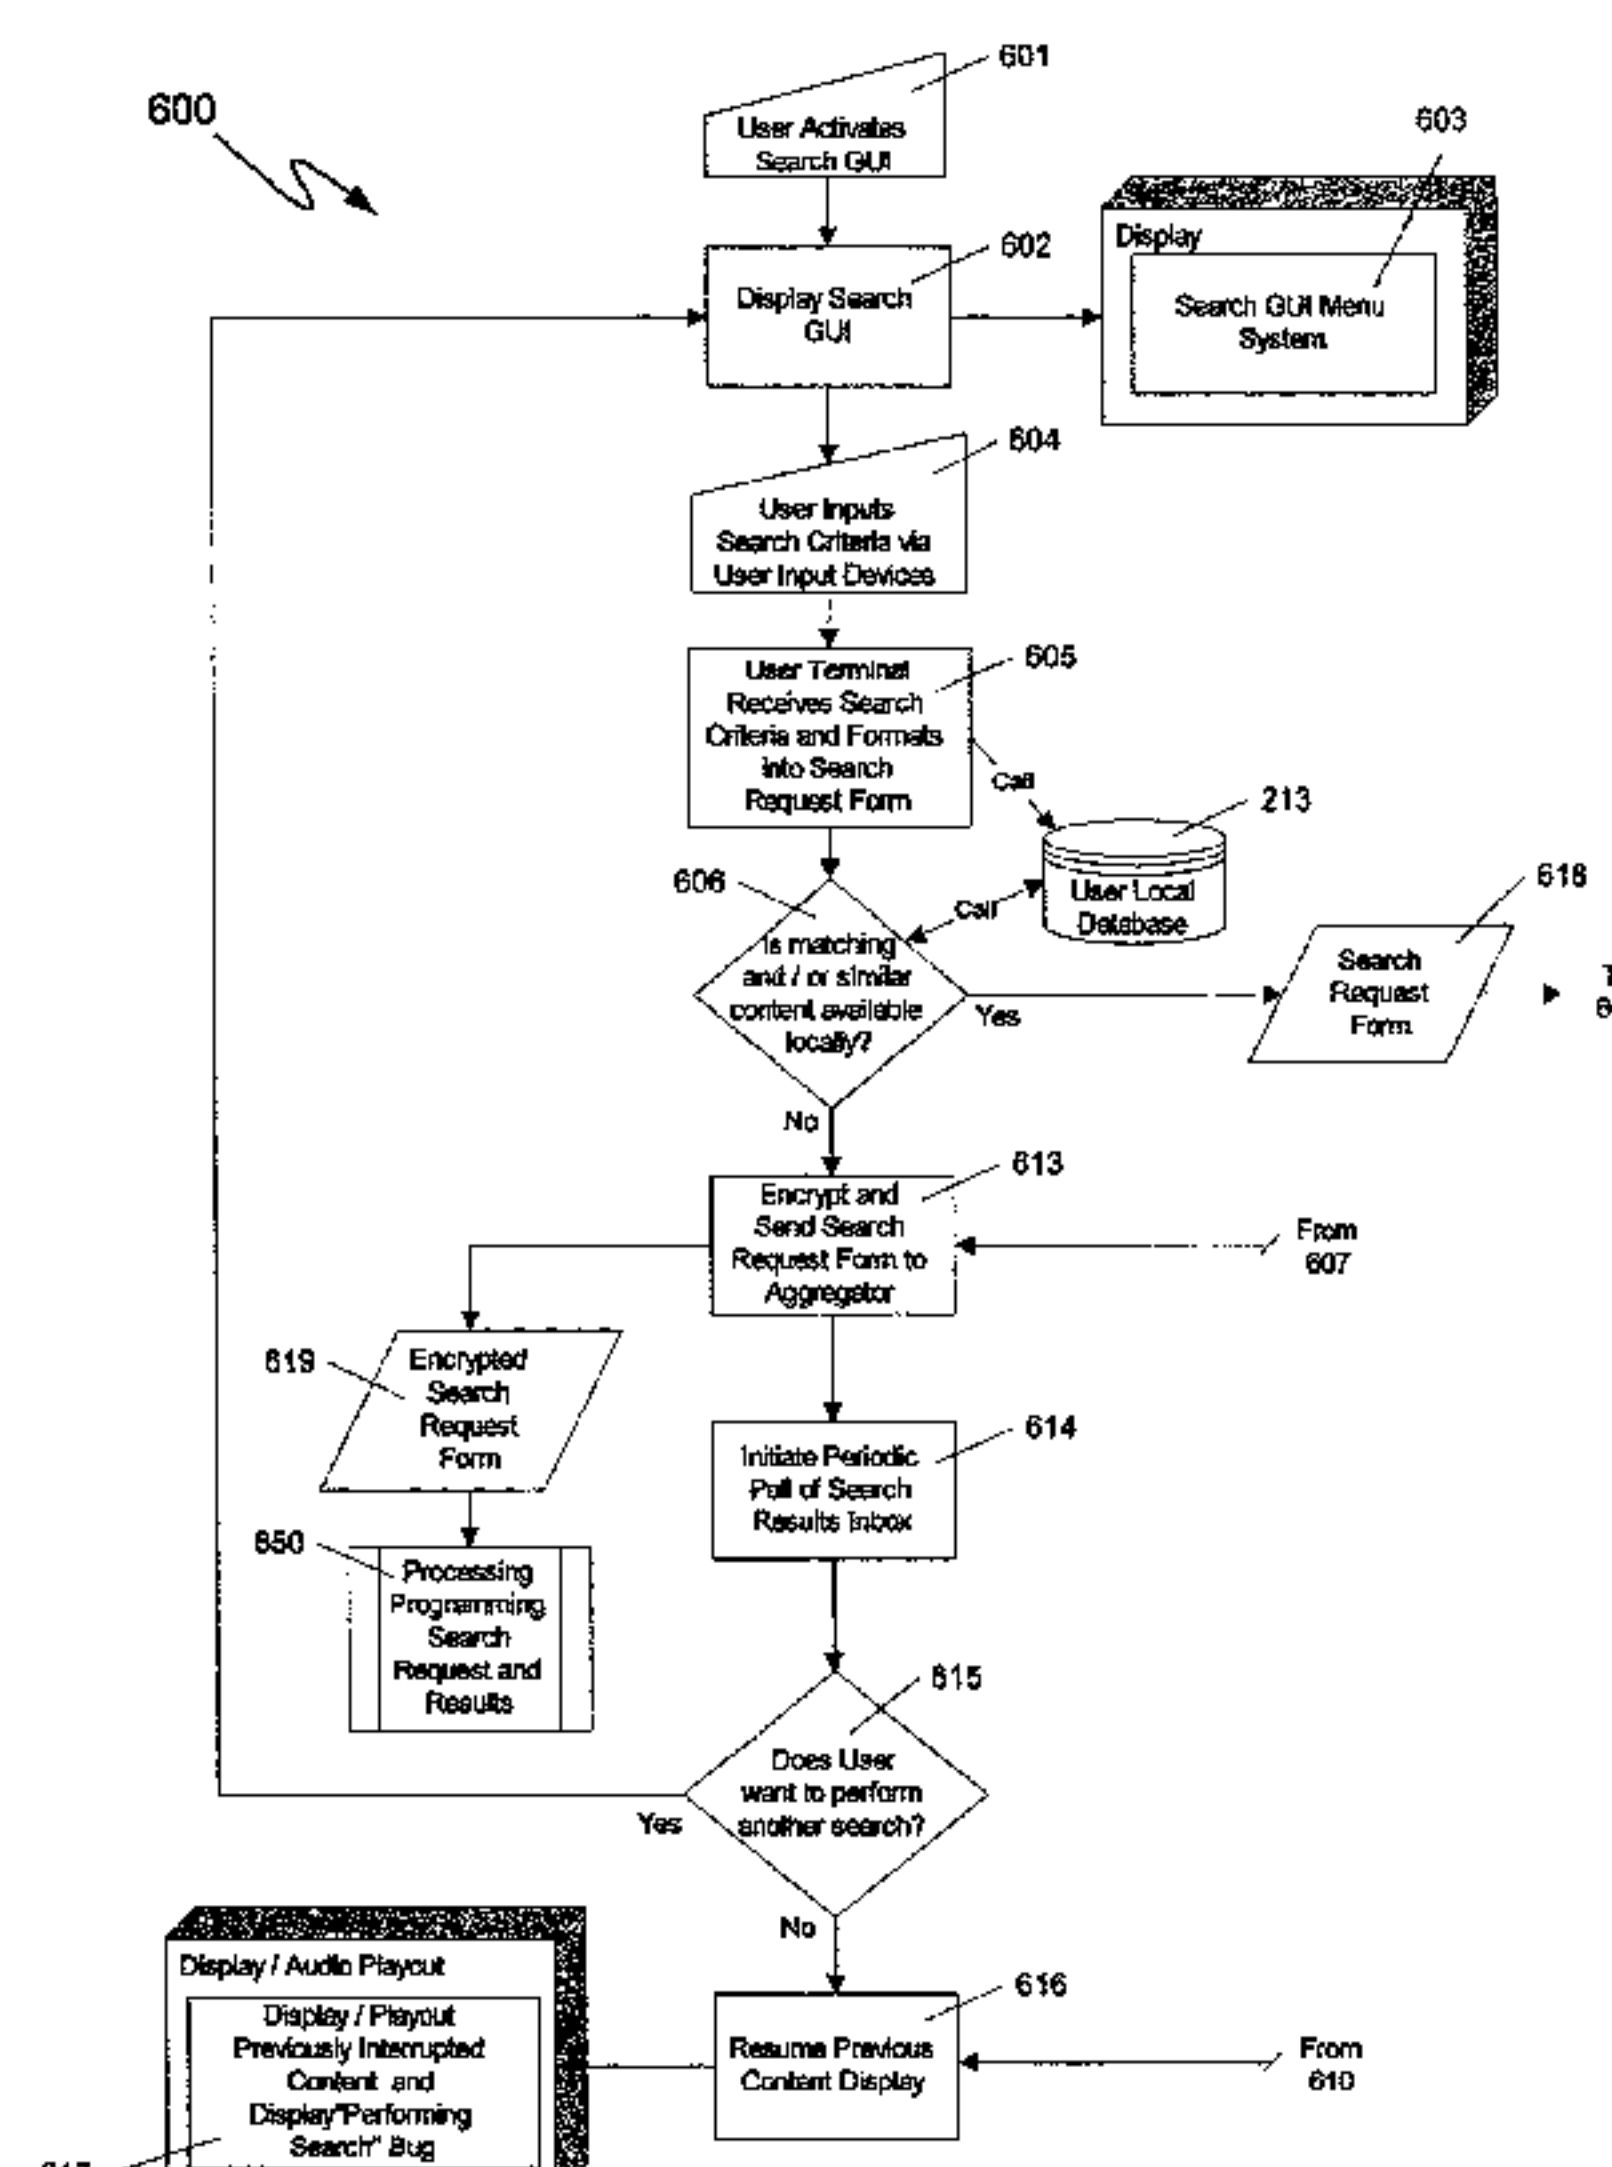 601
600
User Activates
Search GUI
603
602
Display
Display Search
GUI
Search GUI Menu
System
604
User Inputs
Search Criteria via
User Input Devices
605
User Terminal
Receives Search
Criteria and Formats
into Search
Request Form
Call
213
606
User Local
Database
Call
618
Is matching
and / or similar
content available
locally?
Yes
Search
Request
Form
No
613
Encrypt and
Send Search
Request Form to
Aggregator
From
607
619
Encrypted
Search
Request
Form
614
Initiate Periodic
Poll of Search
Results Inbox
650
Processing
Programming
Search
Request and
Results
615
Does User
want to perform
another search?
Yes
No
Display / Audio Playout
Display / Playout
Previously Interrupted
Content and
Display"Performing
Search" Bug
616
Resume Previous
Content Display
From
610